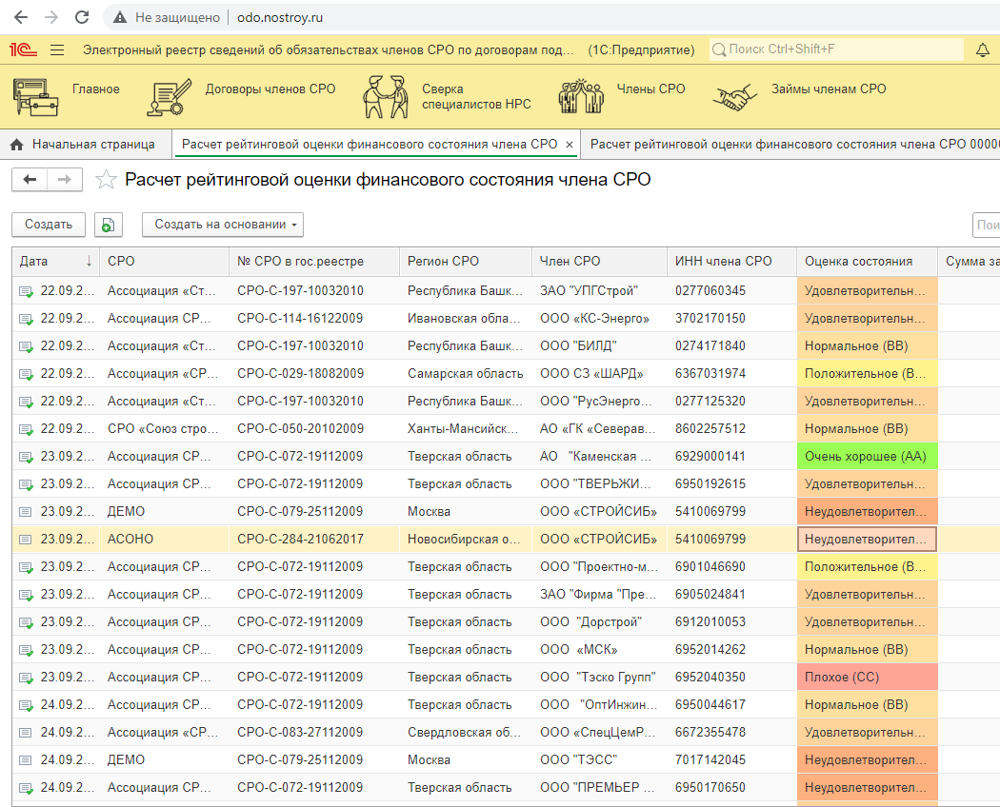 Не защищено odo.nostroy.ru
1С Электронный реестр сведений об обязательствах членов СРО по договорам под... (1С:Предприятие) Поиск Ctrl+Shift+F
Главное Договоры членов СРО Сверка специалистов НРС Члены СРО Займы членам СРО
Начальная страница Расчет рейтинговой оценки финансового состояния члена СРО × Расчет рейтинговой оценки финансового состояния члена СРО 0000
Расчет рейтинговой оценки финансового состояния члена СРО
Создать Создать на основании Пои
Дата ↓ СРО № СРО в гос.реестре Регион СРО Член СРО ИНН члена СРО Оценка состояния Сумма за
22.09.2... Ассоциация «Ст... СРО-С-197-10032010 Республика Башк... ЗАО "УПГСтрой" 0277060345 Удовлетворительн...
22.09.2... Ассоциация СР... СРО-С-114-16122009 Ивановская обла... ООО «КС-Энерго» 3702170150 Удовлетворительн...
22.09.2... Ассоциация «Ст... СРО-С-197-10032010 Республика Башк... ООО "БИЛД" 0274171840 Нормальное (BB)
22.09.2... Ассоциация «СР... СРО-С-029-18082009 Самарская область ООО СЗ «ШАРД» 6367031974 Положительное (B...
22.09.2... Ассоциация «Ст... СРО-С-197-10032010 Республика Башк... ООО "РусЭнерго... 0277125320 Удовлетворительн...
22.09.2... СРО «Союз стро... СРО-С-050-20102009 Ханты-Мансийск... АО «ГК «Северав... 8602257512 Нормальное (BB)
23.09.2... Ассоциация СР... СРО-С-072-19112009 Тверская область АО "Каменская ... 6929000141 Очень хорошее (AA)
23.09.2... Ассоциация СР... СРО-С-072-19112009 Тверская область ООО "ТВЕРЬЖИ... 6950192615 Удовлетворительн...
23.09.2... ДЕМО СРО-С-079-25112009 Москва ООО «СТРОЙСИБ» 5410069799 Неудовлетворител...
23.09.2... АСОНО СРО-С-284-21062017 Новосибирская о... ООО «СТРОЙСИБ» 5410069799 Неудовлетворител...
23.09.2... Ассоциация СР... СРО-С-072-19112009 Тверская область ООО "Проектно-м... 6901046690 Положительное (B...
23.09.2... Ассоциация СР... СРО-С-072-19112009 Тверская область ЗАО "Фирма "Пре... 6905024841 Удовлетворительн...
23.09.2... Ассоциация СР... СРО-С-072-19112009 Тверская область ООО "Дорстрой" 6912010053 Удовлетворительн...
23.09.2... Ассоциация СР... СРО-С-072-19112009 Тверская область ООО «МСК» 6952014262 Нормальное (BB)
23.09.2... Ассоциация СР... СРО-С-072-19112009 Тверская область ООО "Тэско Групп" 6952040350 Плохое (CC)
24.09.2... Ассоциация СР... СРО-С-072-19112009 Тверская область ООО "ОптИнжин... 6950044617 Нормальное (BB)
24.09.2... Ассоциация «СР... СРО-С-083-27112009 Свердловская об... ООО «СпецЦемР... 6672355478 Удовлетворительн...
24.09.2... ДЕМО СРО-С-079-25112009 Москва ООО "ТЭСС" 7017142045 Неудовлетворител...
24.09.2... Ассоциация СР... СРО-С-072-19112009 Тверская область ООО "ПРЕМЬЕР ... 6950170650 Неудовлетворител...